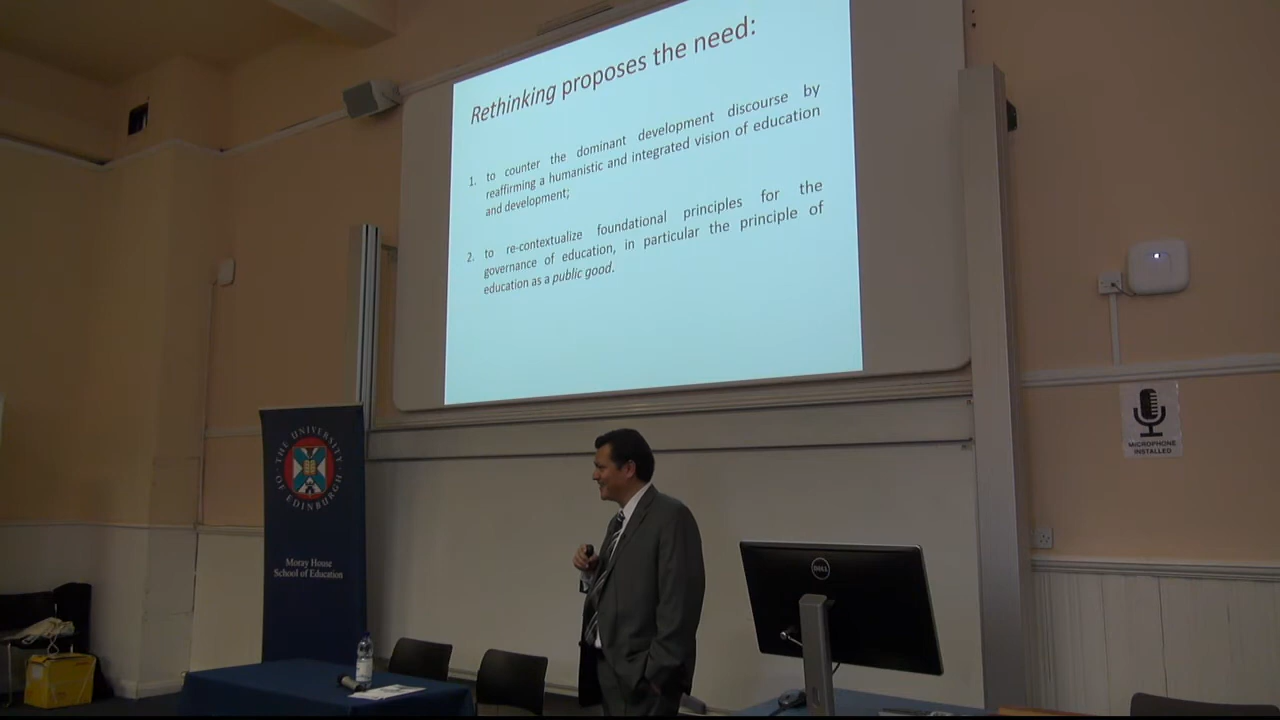 Rethinking proposes the need:
1. to counter the dominant development discourse by
reaffirming a humanistic and integrated vision of education
and development;
2. to re-contextualize foundational principles for the
governance of education, in particular the principle of
education as a public good.
THE UNIVERSITY
OF EDINBURGH
Moray House
School of Education
DELL
MICROPHONE
INSTALLED